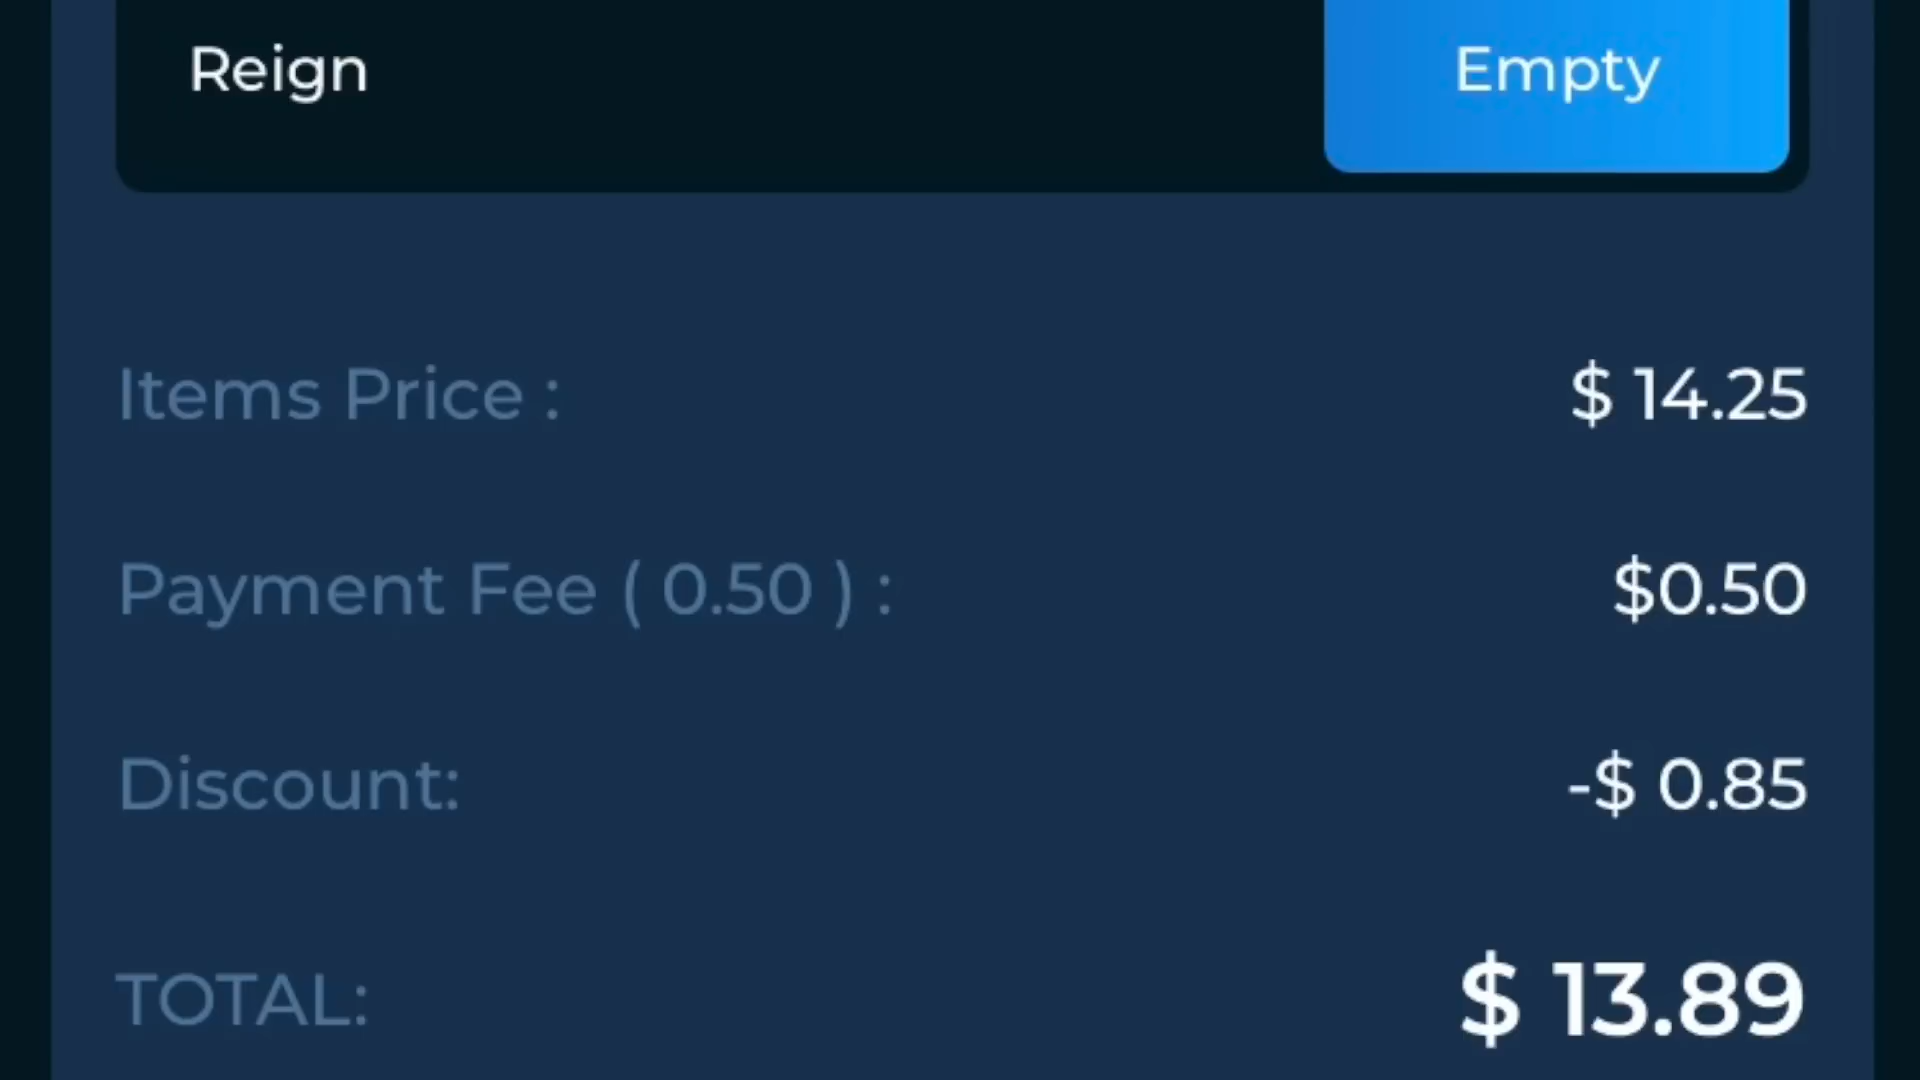 Reign Empty
Items Price : $ 14.25
Payment Fee ( 0.50 ) : $0.50
Discount: -$ 0.85
TOTAL: $ 13.89